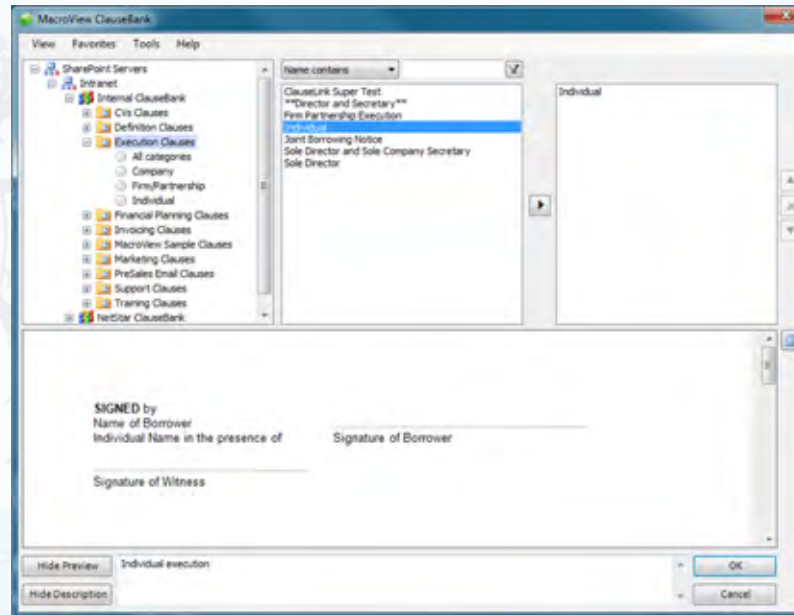 MacroView ClauseBank
View Favorites Tools Help
SharePoint Servers
Intranet
Internal ClauseBank
CVs Clauses
Definition Clauses
Execution Clauses
All categories
Company
Firm/Partnership
Individual
Financial Planning Clauses
Invoicing Clauses
MacroView Sample Clauses
Marketing Clauses
PreSales Email Clauses
Support Clauses
Training Clauses
NetStar ClauseBank
Name contains
ClauseLink Super Test
**Director and Secretary**
Firm Partnership Execution
Individual
Joint Borrowing Notice
Sole Director and Sole Company Secretary
Sole Director
Individual
SIGNED by
Name of Borrower
Individual Name in the presence of Signature of Borrower
Signature of Witness
Hide Preview
Individual execution
OK
Hide Description
Cancel